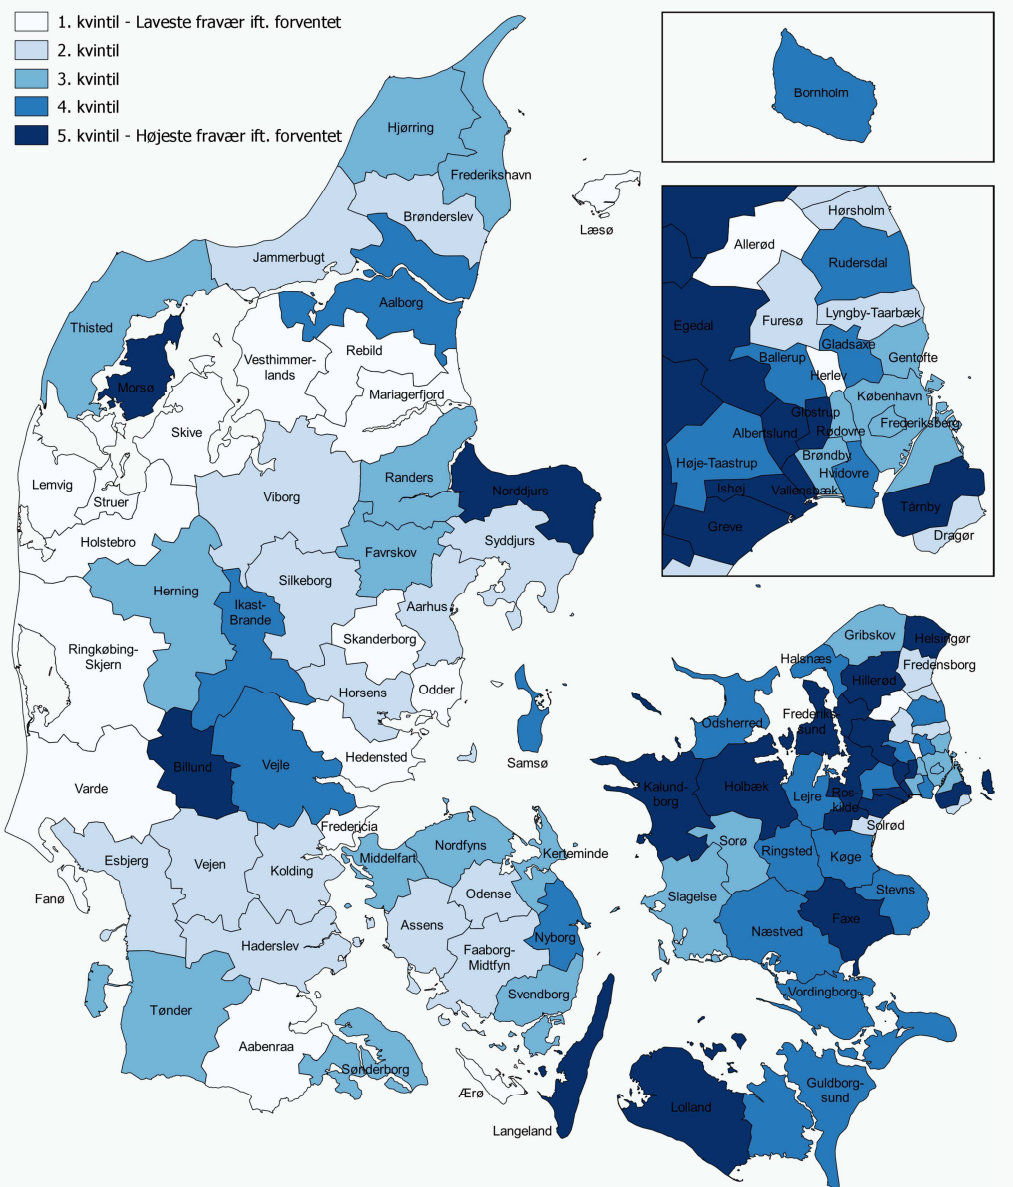 1. kvintil - Laveste fravær ift. forventet
2. kvintil
3. kvintil
4. kvintil
5. kvintil - Højeste fravær ift. forventet
Bornholm
Hjørring
Frederikshavn
Læsø
Brønderslev
Jammerbugt
Aalborg
Thisted
Morsø
Vesthimmer-
lands
Rebild
Mariagerfjord
Skive
Lemvig
Struer
Holstebro
Viborg
Randers
Norddjurs
Favrskov
Syddjurs
Herning
Ikast-
Brande
Silkeborg
Aarhus
Skanderborg
Ringkøbing-
Skjern
Horsens
Odder
Hedensted
Samsø
Billund
Vejle
Varde
Fredericia
Esbjerg
Vejen
Kolding
Fanø
Haderslev
Tønder
Aabenraa
Sønderborg
Middelfart
Nordfyns
Kerteminde
Odense
Assens
Nyborg
Faaborg-
Midtfyn
Svendborg
Ærø
Langeland
Hørsholm
Allerød
Rudersdal
Egedal
Furesø
Lyngby-Taarbæk
Gladsaxe
Ballerup
Gentofte
Herlev
København
Glostrup
Frederiksberg
Albertslund
Rødovre
Brøndby
Høje-Taastrup
Hvidovre
Ishøj
Vallensbæk
Tårnby
Greve
Dragør
Gribskov
Helsingør
Halsnæs
Fredensborg
Hillerød
Frederiks-
sund
Odsherred
Kalund-
borg
Holbæk
Lejre
Ros-
kilde
Solrød
Sorø
Ringsted
Køge
Slagelse
Stevns
Næstved
Faxe
Vordingborg
Guldborg-
sund
Lolland